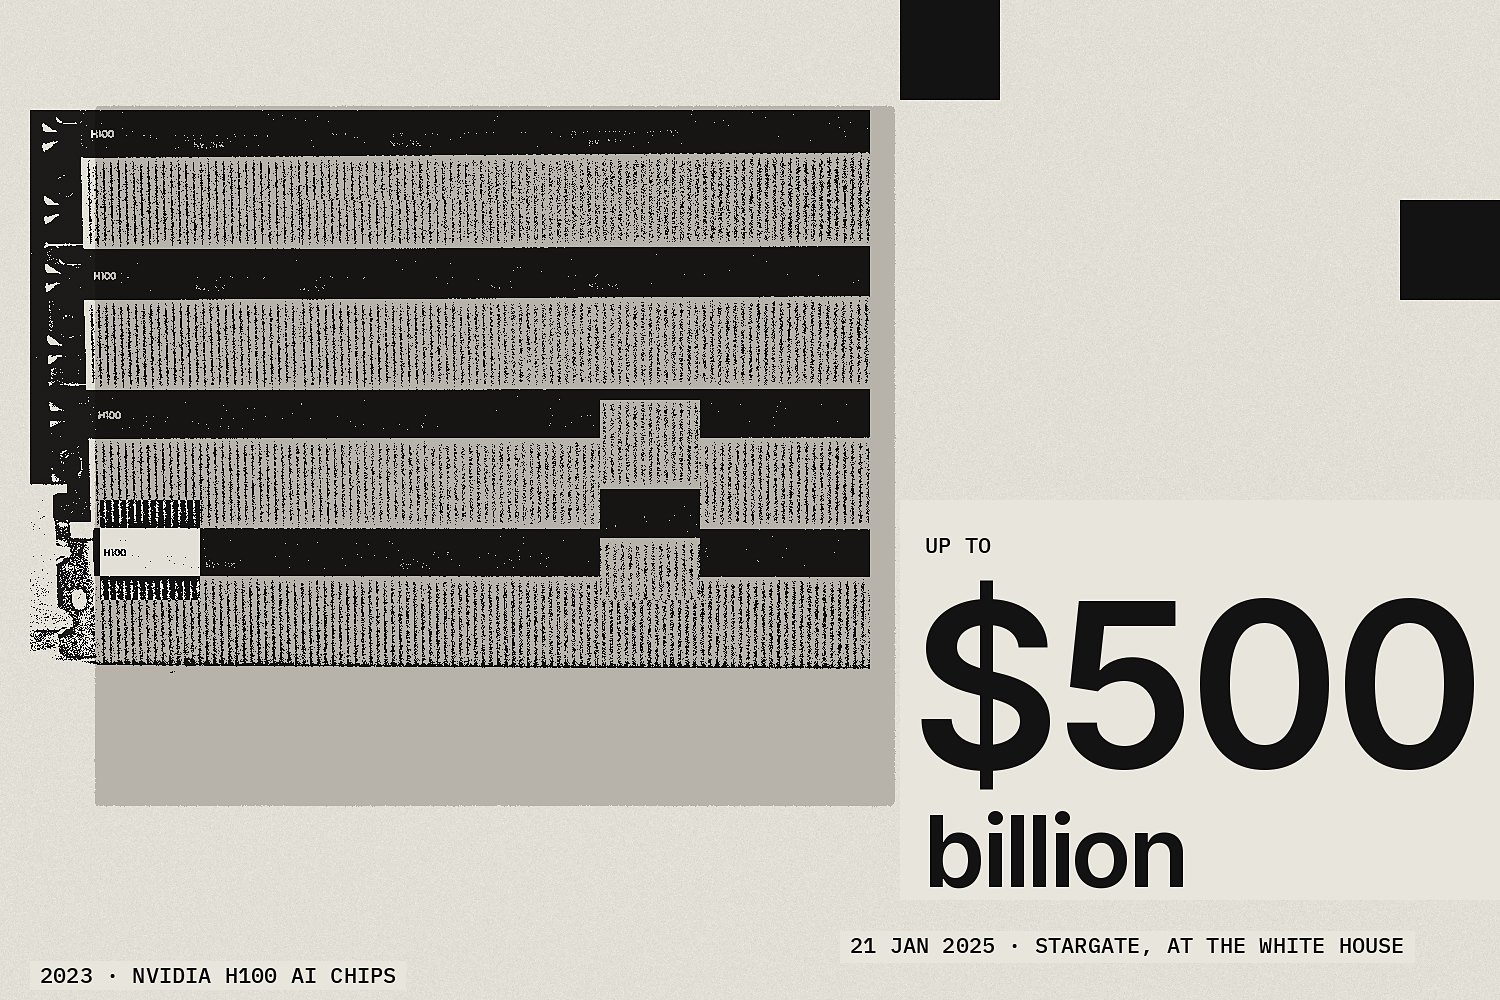 H100
H100
H100
H100
UP TO
$500
billion
21 JAN 2025 · STARGATE, AT THE WHITE HOUSE
2023 · NVIDIA H100 AI CHIPS